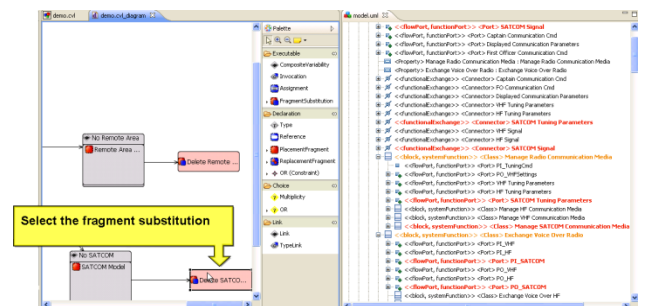 demo.cvl
demo.cvl_diagram
Palette
Executable
CompositeVariability
Invocation
Assignment
FragmentSubstitution
Declaration
Type
Reference
PlacementFragment
ReplacementFragment
OR (Constraint)
Choice
Multiplicity
OR
Link
Link
TypeLink
No Remote Area
Remote Area ...
Delete Remote ...
Select the fragment substitution
No SATCOM
SATCOM Model
Delete SATCO...
model.uml
<<flowPort, functionPort>> <Port> SATCOM Signal
<<flowPort, functionPort>> <Port> Captain Communication Cmd
<<flowPort, functionPort>> <Port> Displayed Communication Parameters
<<flowPort, functionPort>> <Port> First Officer Communication Cmd
<Property> Manage Radio Communication Media : Manage Radio Communication Media
<Property> Exchange Voice Over Radio : Exchange Voice Over Radio
<<functionalExchange>> <Connector> Captain Communication Cmd
<<functionalExchange>> <Connector> FO Communication Cmd
<<functionalExchange>> <Connector> Displayed Communication Parameters
<<functionalExchange>> <Connector> VHF Tuning Parameters
<<functionalExchange>> <Connector> HF Tuning Parameters
<<functionalExchange>> <Connector> SATCOM Tuning Parameters
<<functionalExchange>> <Connector> VHF Signal
<<functionalExchange>> <Connector> HF Signal
<<functionalExchange>> <Connector> SATCOM Signal
<<block, systemFunction>> <Class> Manage Radio Communication Media
<<flowPort, functionPort>> <Port> PI_TuningCmd
<<flowPort, functionPort>> <Port> PO_VHFSettings
<<flowPort, functionPort>> <Port> VHF Tuning Parameters
<<flowPort, functionPort>> <Port> HF Tuning Parameters
<<flowPort, functionPort>> <Port> SATCOM Tuning Parameters
<<block, systemFunction>> <Class> Manage HF Communication Media
<<block, systemFunction>> <Class> Manage VHF Communication Media
<<block, systemFunction>> <Class> Manage SATCOM Communication Media
<<block, systemFunction>> <Class> Exchange Voice Over Radio
<<flowPort, functionPort>> <Port> PI_VHF
<<flowPort, functionPort>> <Port> PI_HF
<<flowPort, functionPort>> <Port> PI_SATCOM
<<flowPort, functionPort>> <Port> PO_VHF
<<flowPort, functionPort>> <Port> PO_HF
<<flowPort, functionPort>> <Port> PO_SATCOM
<<block, systemFunction>> <Class> Exchange Voice Over HF